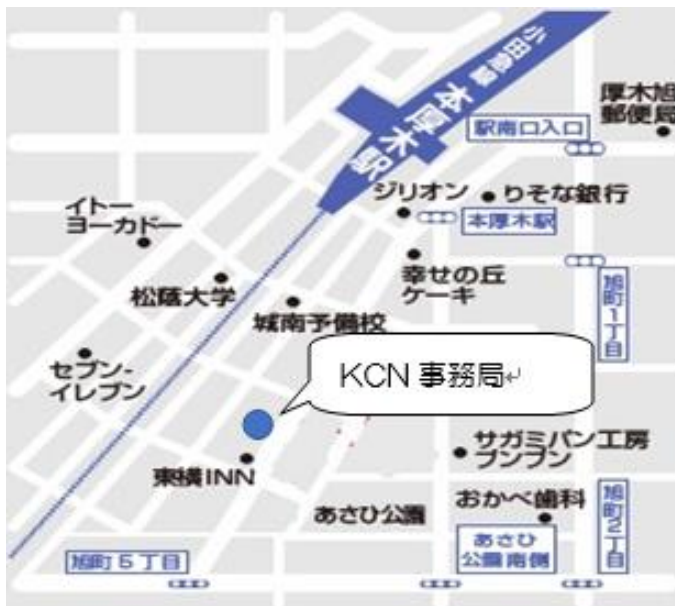 小田急線
本厚木駅
厚木旭
郵便局
駅南口入口
ジリオン
りそな銀行
本厚木駅
イトー
ヨーカドー
幸せの丘
ケーキ
松蔭大学
城南予備校
旭町1丁目
セブン-
イレブン
KCN 事務局↵
サガミパン工房
ブンブン
東横INN
おかべ歯科
あさひ公園
旭町2丁目
あさひ
公園南側
旭町5丁目